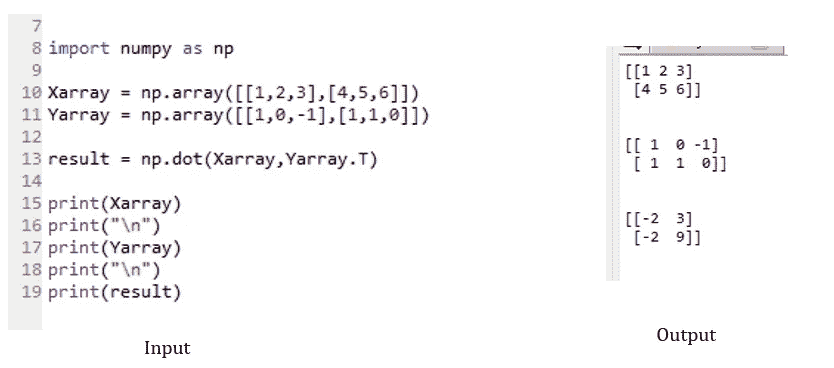 7
8 import numpy as np
9
10 Xarray = np.array([[1,2,3],[4,5,6]])
11 Yarray = np.array([[1,0,-1],[1,1,0]])
12
13 result = np.dot(Xarray,Yarray.T)
14
15 print(Xarray)
16 print("\n")
17 print(Yarray)
18 print("\n")
19 print(result)
Input
[[1 2 3]
 [4 5 6]]
[[ 1  0 -1]
 [ 1  1  0]]
[[-2  3]
 [-2  9]]
Output